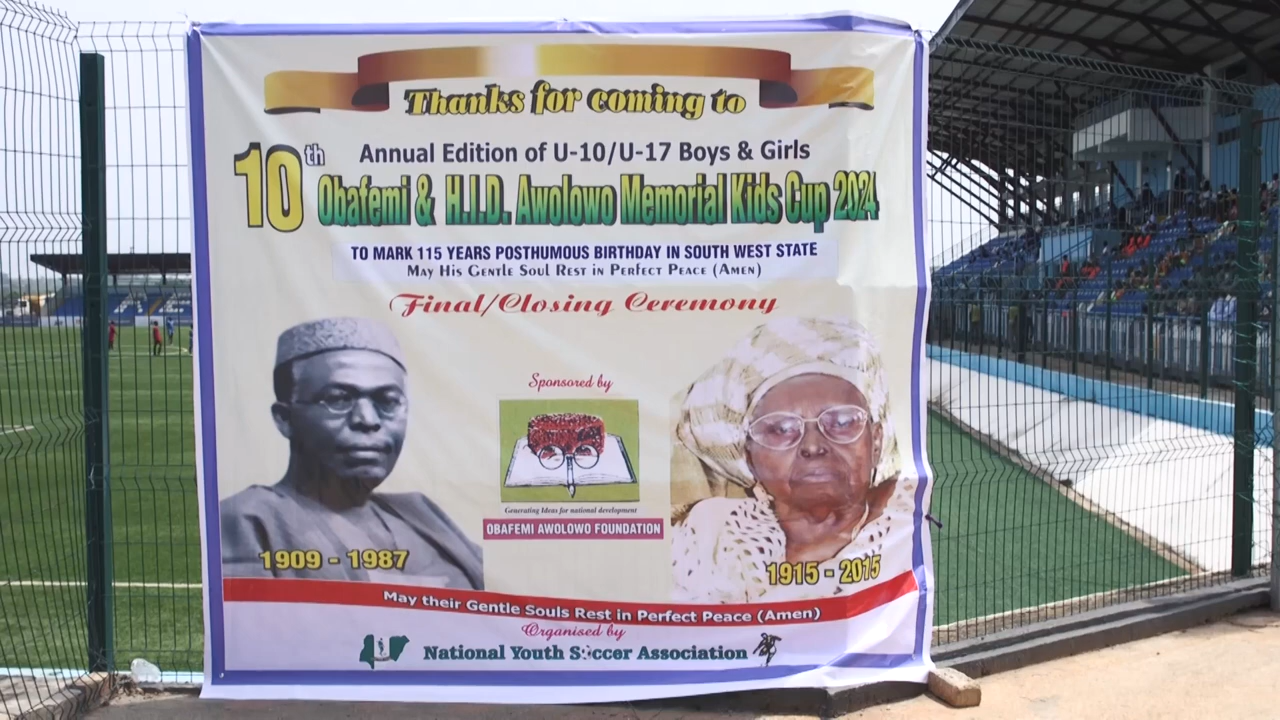 Thanks for coming to
10th Annual Edition of U-10/U-17 Boys & Girls
Obafemi & H.I.D. Awolowo Memorial Kids Cup 2024
TO MARK 115 YEARS POSTHUMOUS BIRTHDAY IN SOUTH WEST STATE
May His Gentle Soul Rest in Perfect Peace (Amen)
Final/Closing Ceremony
Sponsored by
Generating Ideas for national development
OBAFEMI AWOLOWO FOUNDATION
1909 - 1987
1915 - 2015
May their Gentle Souls Rest in Perfect Peace (Amen)
Organised by
National Youth Soccer Association